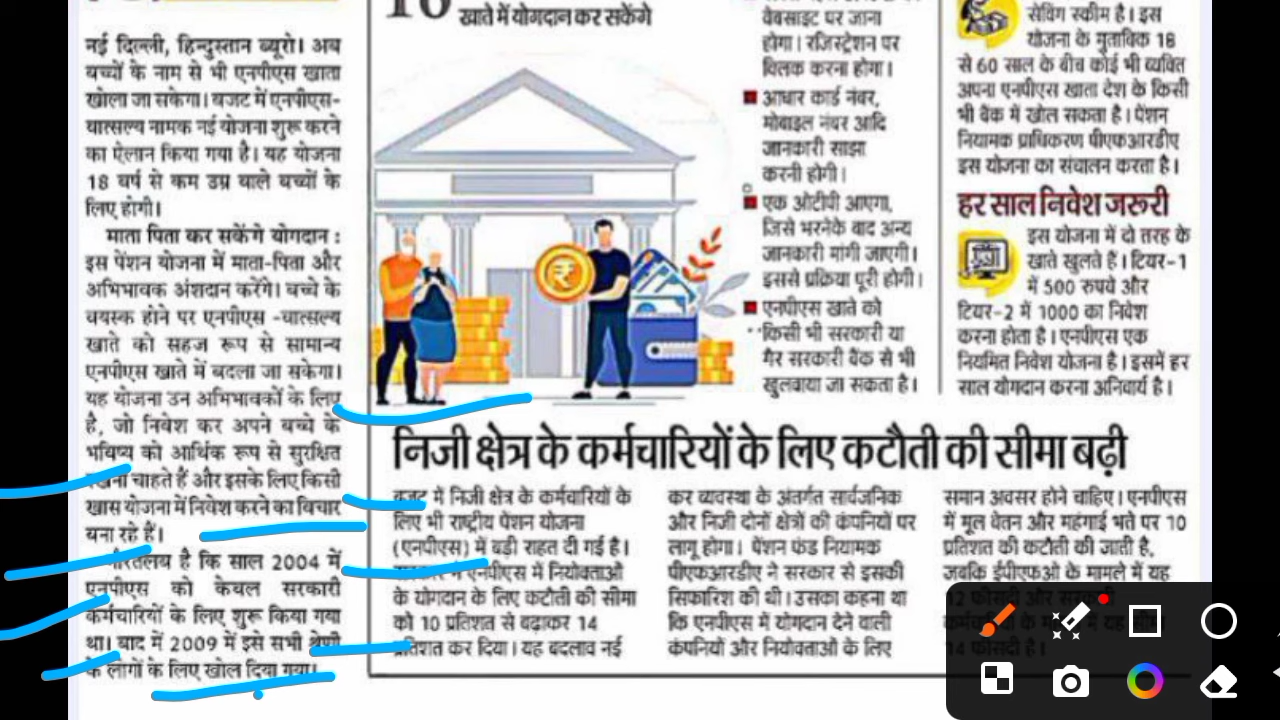 नई दिल्ली, हिन्दुस्तान ब्यूरो। अब
बच्चों के नाम से भी एनपीएस खाता
खोला जा सकेगा। बजट में एनपीएस-
वात्सल्य नामक नई योजना शुरू करने
का ऐलान किया गया है। यह योजना
18 वर्ष से कम उम्र वाले बच्चों के
लिए होगी।
माता पिता कर सकेंगे योगदान :
इस पेंशन योजना में माता-पिता और
अभिभावक अंशदान करेंगे। बच्चे के
वयस्क होने पर एनपीएस -वात्सल्य
खाते को सहज रूप से सामान्य
एनपीएस खाते में बदला जा सकेगा।
यह योजना उन अभिभावकों के लिए
है, जो निवेश कर अपने बच्चे के
भविष्य को आर्थिक रूप से सुरक्षित
चाहते हैं और इसके लिए किसी
खास योजना में निवेश करने का विचार
बना रहे हैं।
है कि साल 2004 में
एनपीएस को केवल सरकारी
कर्मचारियों के लिए शुरू किया गया
था। बाद में 2009 में इसे सभी श्रेणी
के लोगों के लिए खोल दिया गया।
खाते में योगदान कर सकेंगे
वेबसाइट पर जाना
होगा। रजिस्ट्रेशन पर
क्लिक करना होगा।
आधार कार्ड नंबर,
मोबाइल नंबर आदि
जानकारी साझा
करनी होगी।
एक ओटीपी आएगा,
जिसे भरनेके बाद अन्य
जानकारी मांगी जाएगी।
इससे प्रक्रिया पूरी होगी।
एनपीएस खाते को
किसी भी सरकारी या
गैर सरकारी बैंक से भी
खुलवाया जा सकता है।
सेविंग स्कीम है। इस
योजना के मुताबिक 18
से 60 साल के बीच कोई भी व्यक्ति
अपना एनपीएस खाता देश के किसी
भी बैंक में खोल सकता है। पेंशन
नियामक प्राधिकरण पीएफआरडीए
इस योजना का संचालन करता है।
हर साल निवेश जरूरी
इस योजना में दो तरह के
खाते खुलते हैं। टियर-1
में 500 रुपये और
टियर-2 में 1000 का निवेश
करना होता है। एनपीएस एक
नियमित निवेश योजना है। इसमें हर
साल योगदान करना अनिवार्य है।
निजी क्षेत्र के कर्मचारियों के लिए कटौती की सीमा बढ़ी
बजट में निजी क्षेत्र के कर्मचारियों के
लिए भी राष्ट्रीय पेंशन योजना
(एनपीएस) में बड़ी राहत दी गई है।
सरकार ने एनपीएस में नियोक्ताओं
के योगदान के लिए कटौती की सीमा
को 10 प्रतिशत से बढ़ाकर 14
प्रतिशत कर दिया। यह बदलाव नई
कर व्यवस्था के अंतर्गत सार्वजनिक
और निजी दोनों क्षेत्रों की कंपनियों पर
लागू होगा। पेंशन फंड नियामक
पीएफआरडीए ने सरकार से इसकी
सिफारिश की थी। उसका कहना था
कि एनपीएस में योगदान देने वाली
कंपनियों और नियोक्ताओं के लिए
समान अवसर होने चाहिए। एनपीएस
में मूल वेतन और महंगाई भत्ते पर 10
प्रतिशत की कटौती की जाती है,
जबकि ईपीएफओ के मामले में यह